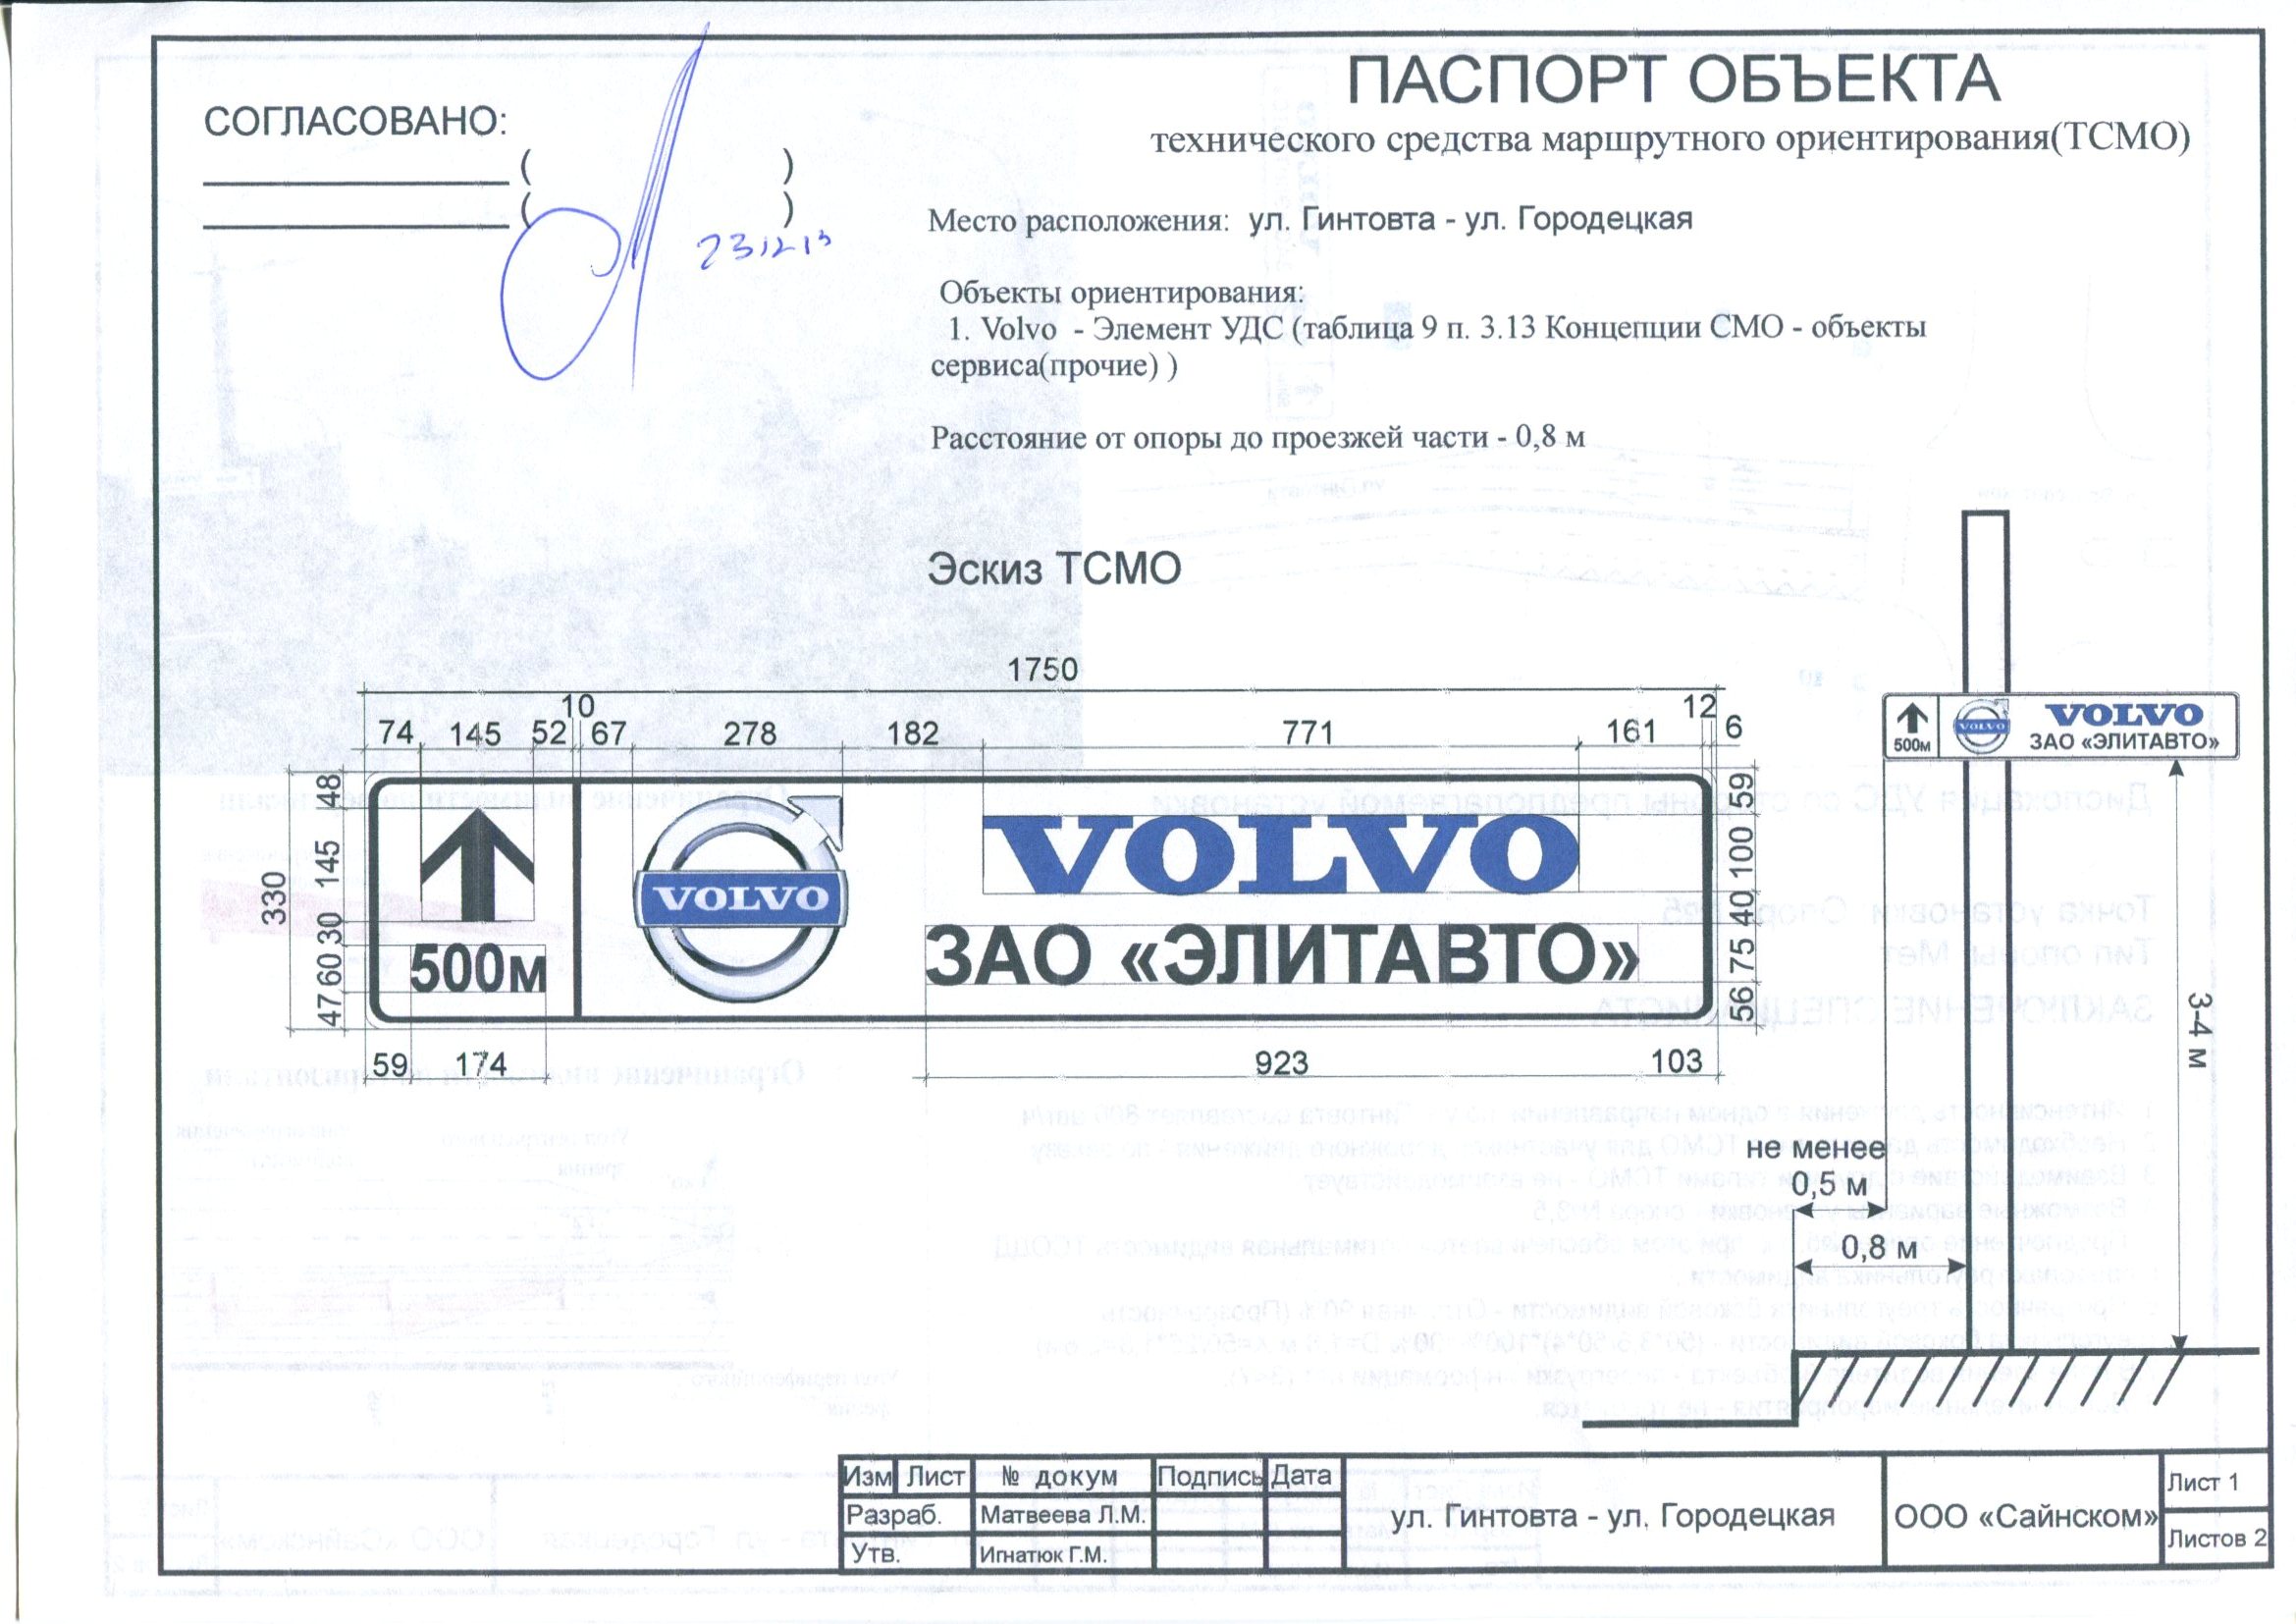 СОГЛАСОВАНО:
ПАСПОРТ ОБЪЕКТА
технического средства маршрутного ориентирования(ТСМО)
( )
( )
23.12.13
Место расположения: ул. Гинтовта - ул. Городецкая
Объекты ориентирования:
1. Volvo - Элемент УДС (таблица 9 п. 3.13 Концепции СМО - объекты
сервиса(прочие) )
Расстояние от опоры до проезжей части - 0,8 м
Эскиз ТСМО
1750
10
12
74 145 52 67 278 182 771 161 6
330
48
145
30
60
47
500м
VOLVO
VOLVO
ЗАО «ЭЛИТАВТО»
59
100
40
75
56
59 174 923 103
500м
VOLVO
VOLVO
ЗАО «ЭЛИТАВТО»
3-4 м
не менее
0,5 м
0,8 м
Изм Лист № докум Подпись Дата
Разраб. Матвеева Л.М.
Утв. Игнатюк Г.М.
ул. Гинтовта - ул. Городецкая
ООО «Сайнском»
Лист 1
Листов 2